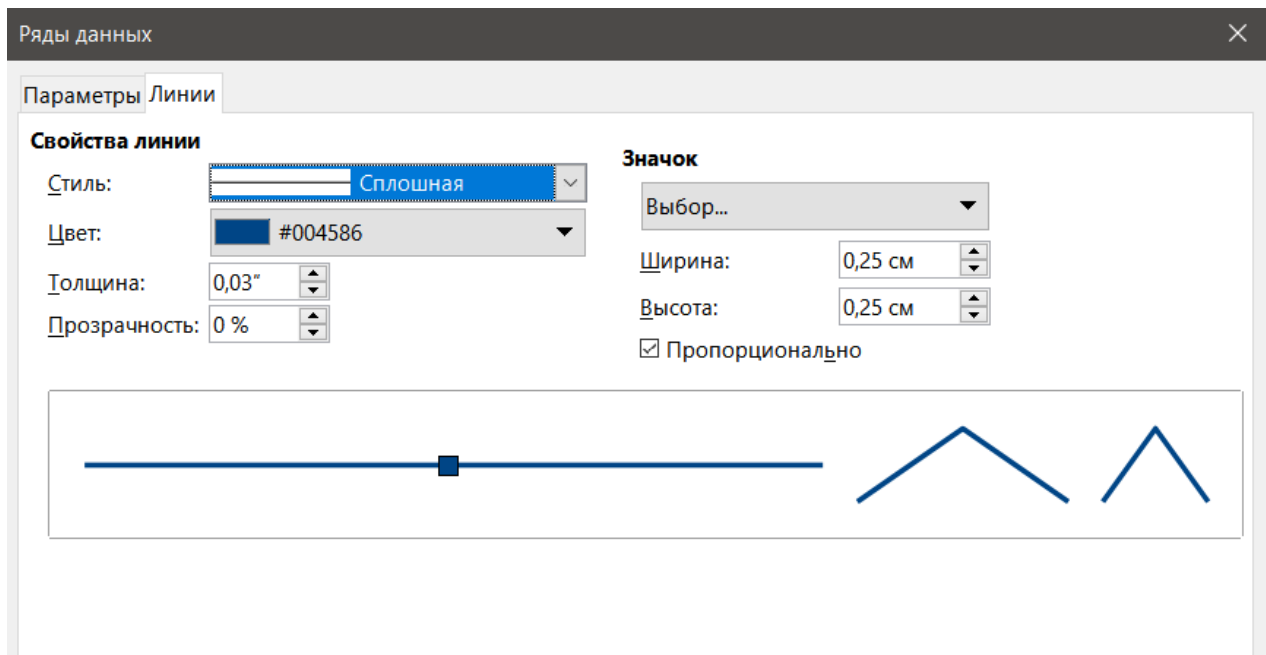 Ряды данных
Параметры Линии
Свойства линии
Стиль: Сплошная
Цвет: #004586
Толщина: 0,03"
Прозрачность: 0 %
Значок
Выбор...
Ширина: 0,25 см
Высота: 0,25 см
Пропорционально